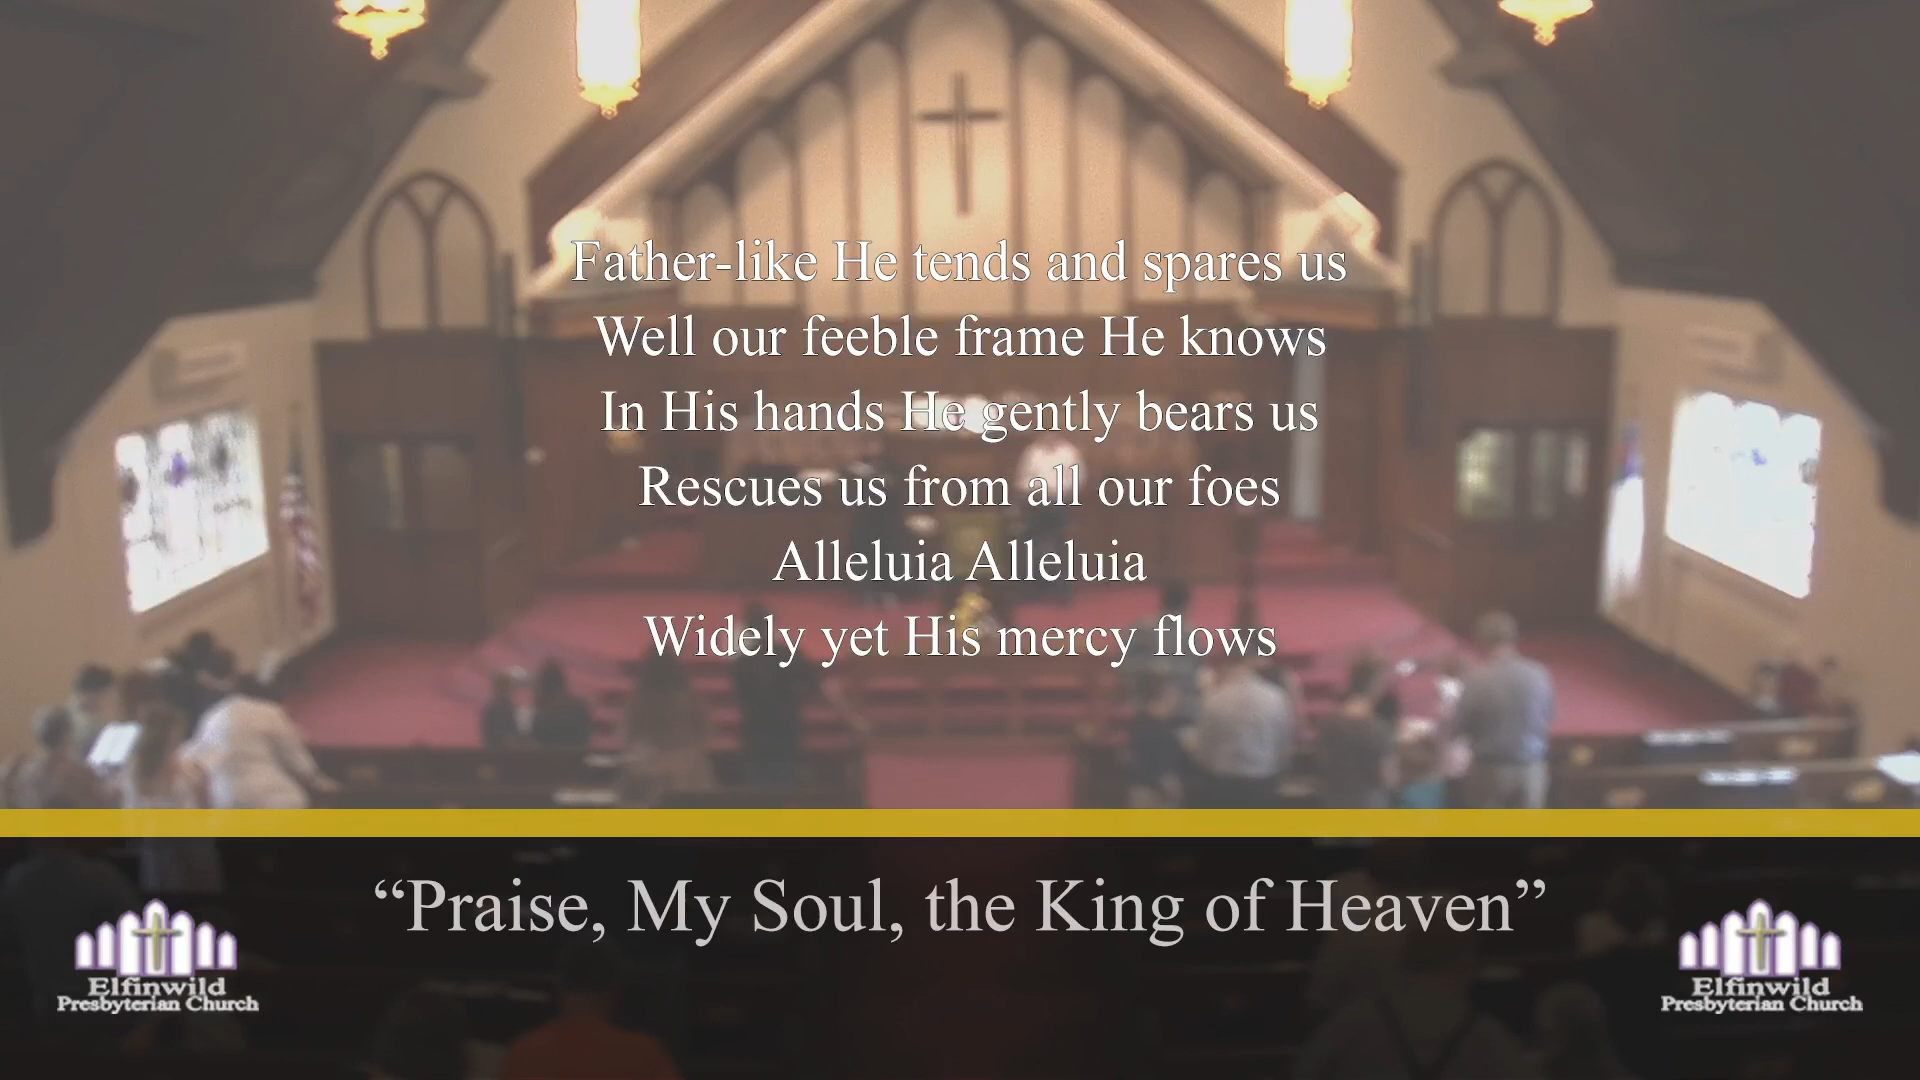 Father-like He tends and spares us
Well our feeble frame He knows
In His hands He gently bears us
Rescues us from all our foes
Alleluia Alleluia
Widely yet His mercy flows
“Praise, My Soul, the King of Heaven”
Elfinwild
Presbyterian Church
Elfinwild
Presbyterian Church